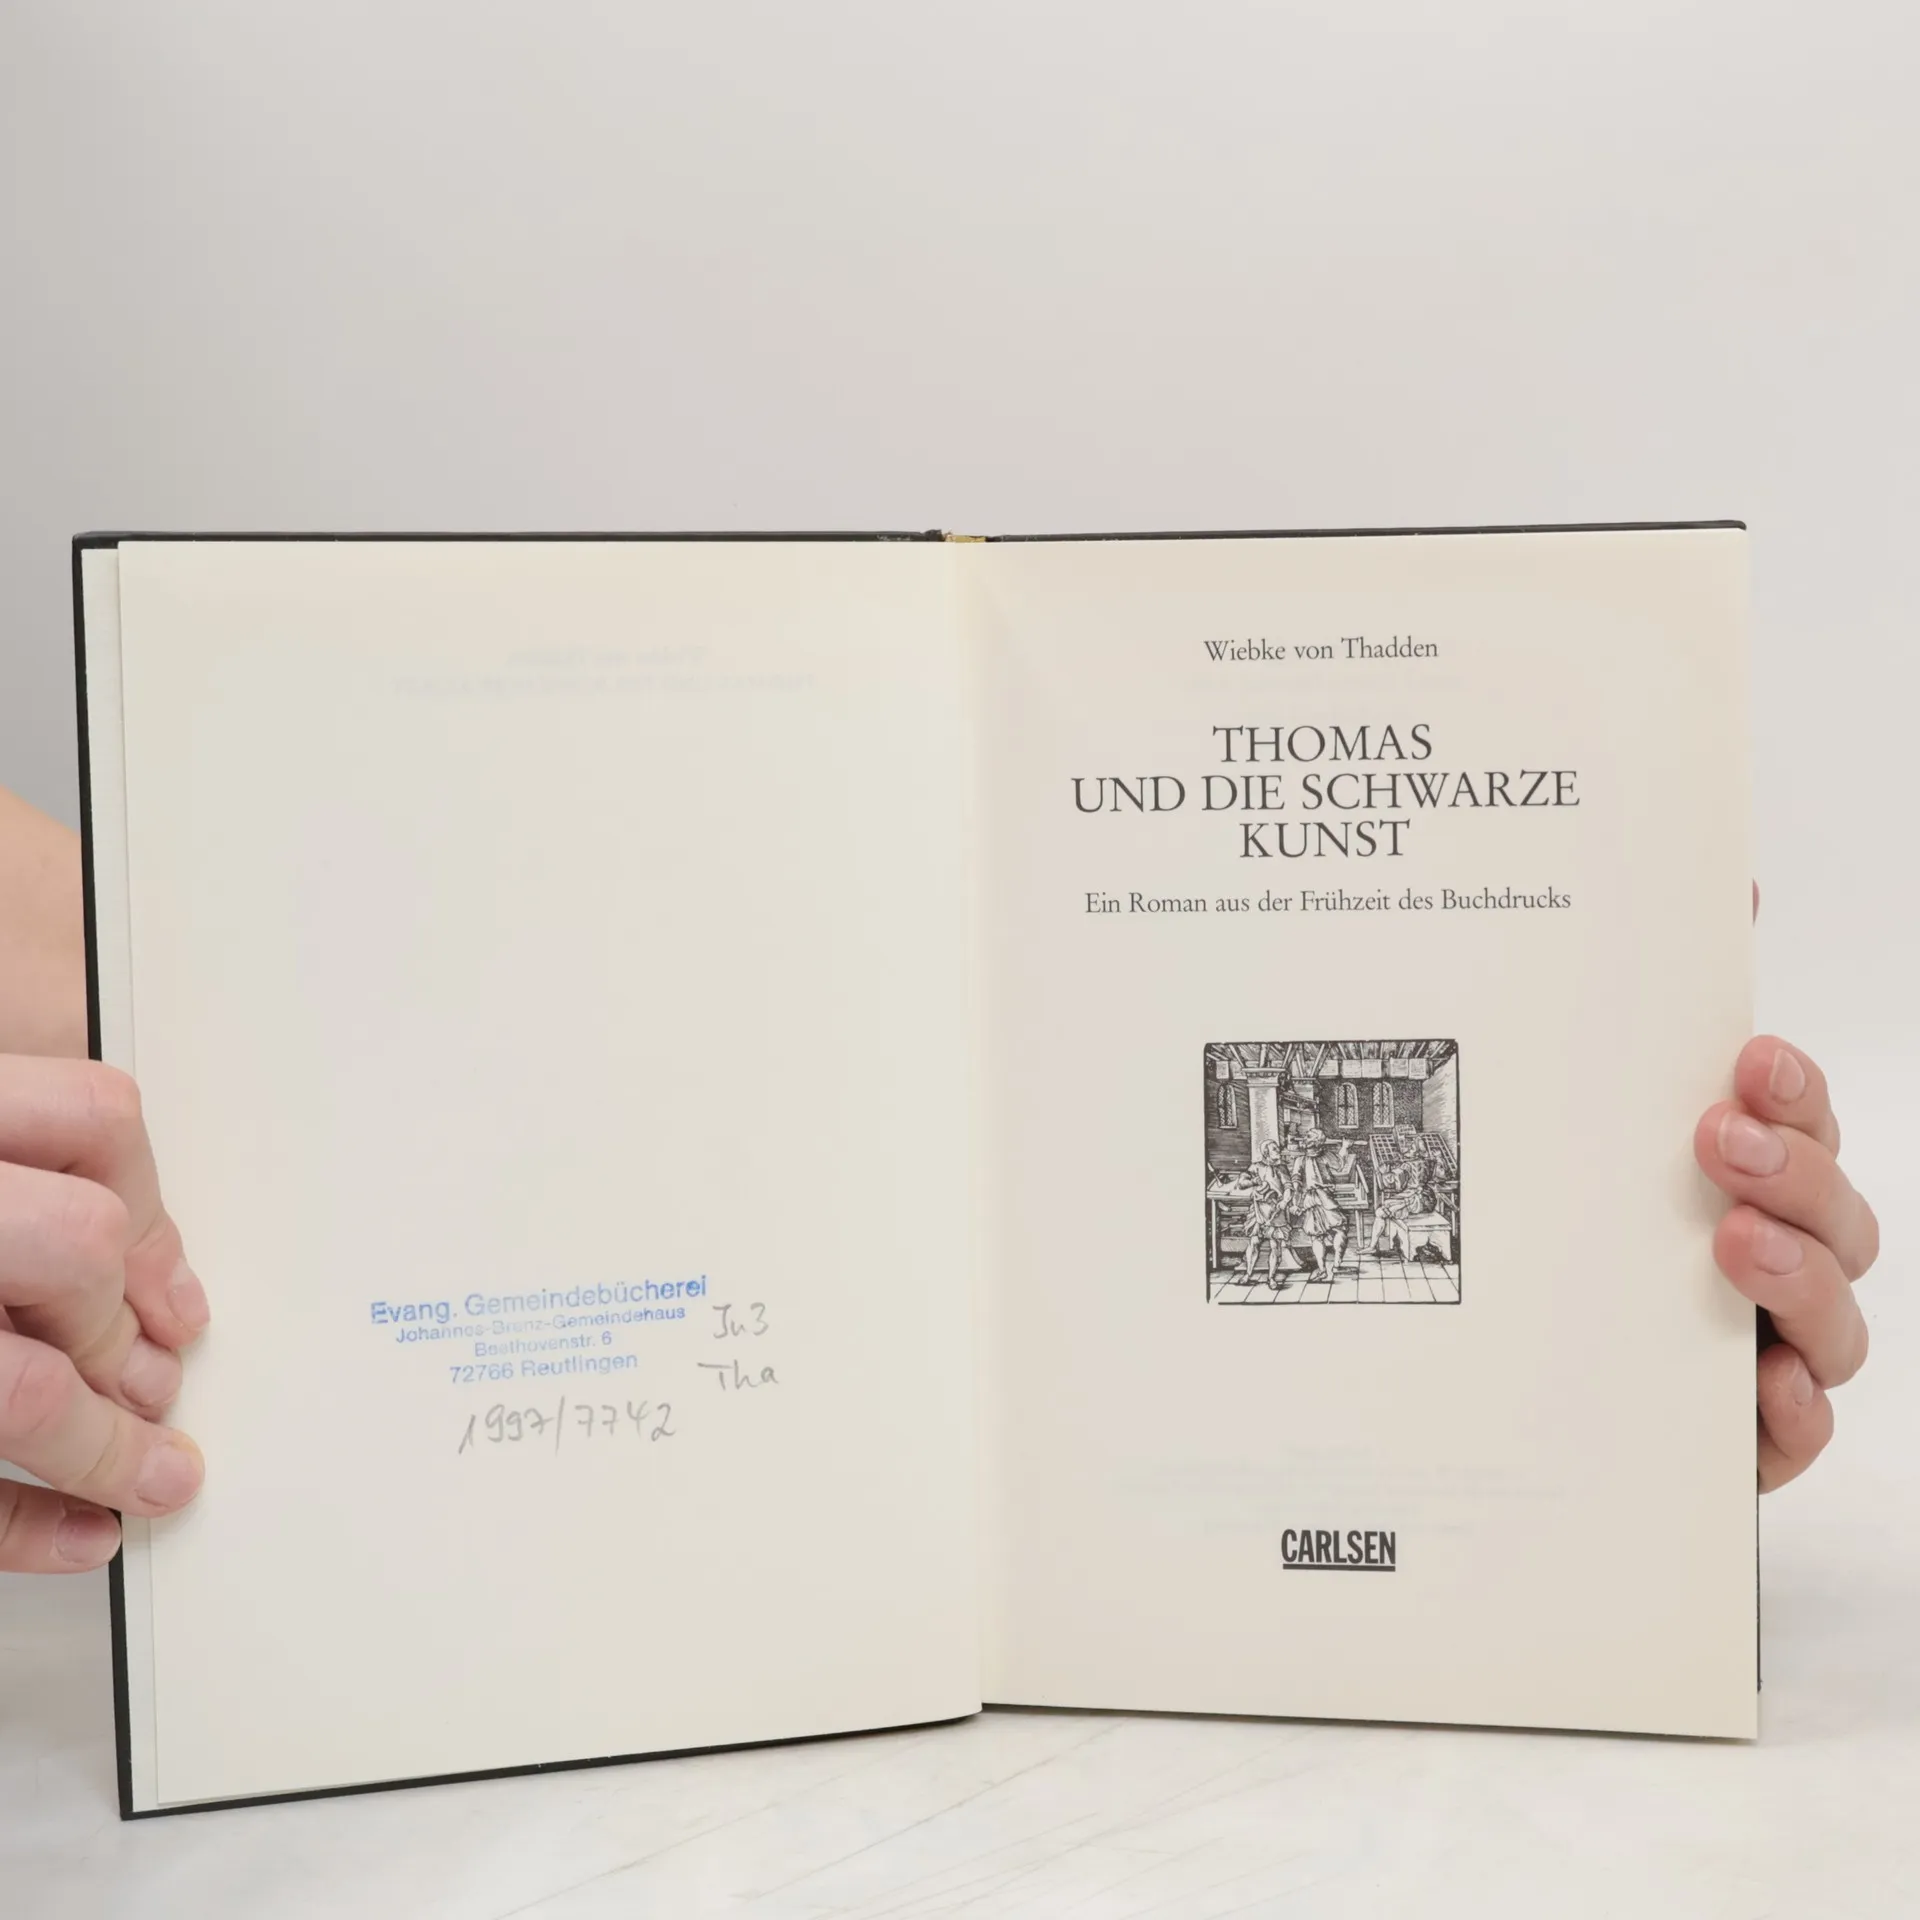 Evang. Gemeindebücherei
Johannes-Brenz-Gemeindehaus
Beethovenstr. 6
72766 Reutlingen
Ju3
Tha
1997/7742
Wiebke von Thadden
THOMAS
UND DIE SCHWARZE
KUNST
Ein Roman aus der Frühzeit des Buchdrucks
CARLSEN